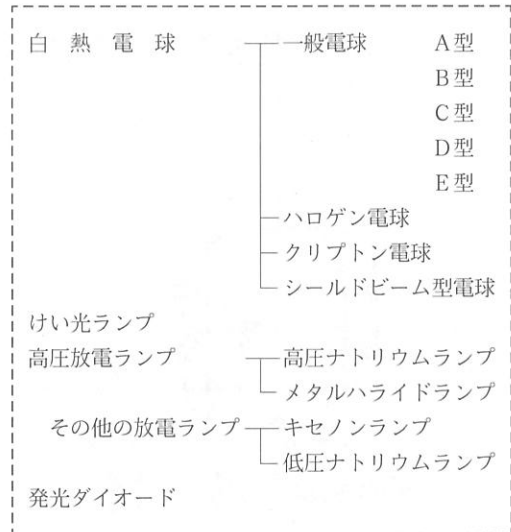 白熱電球 一般電球 A型
B型
C型
D型
E型
ハロゲン電球
クリプトン電球
シールドビーム型電球
けい光ランプ
高圧放電ランプ 高圧ナトリウムランプ
メタルハライドランプ
その他の放電ランプ キセノンランプ
低圧ナトリウムランプ
発光ダイオード